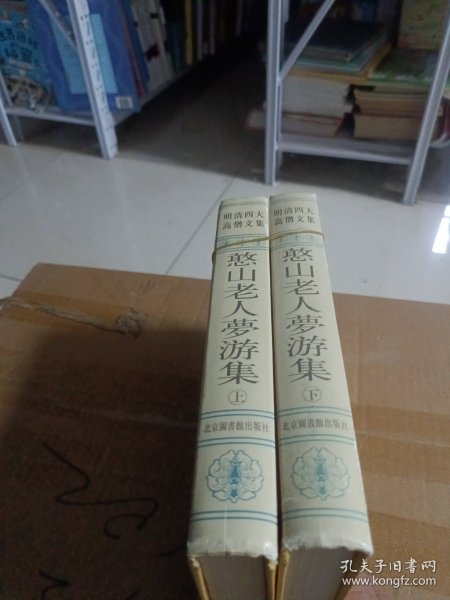 明清四大
高僧文集
憨山老人夢游集
上
北京圖書館出版社
明清四大
高僧文集
憨山老人夢游集
下
北京圖書館出版社
孔夫子旧书网
www.kongfz.com